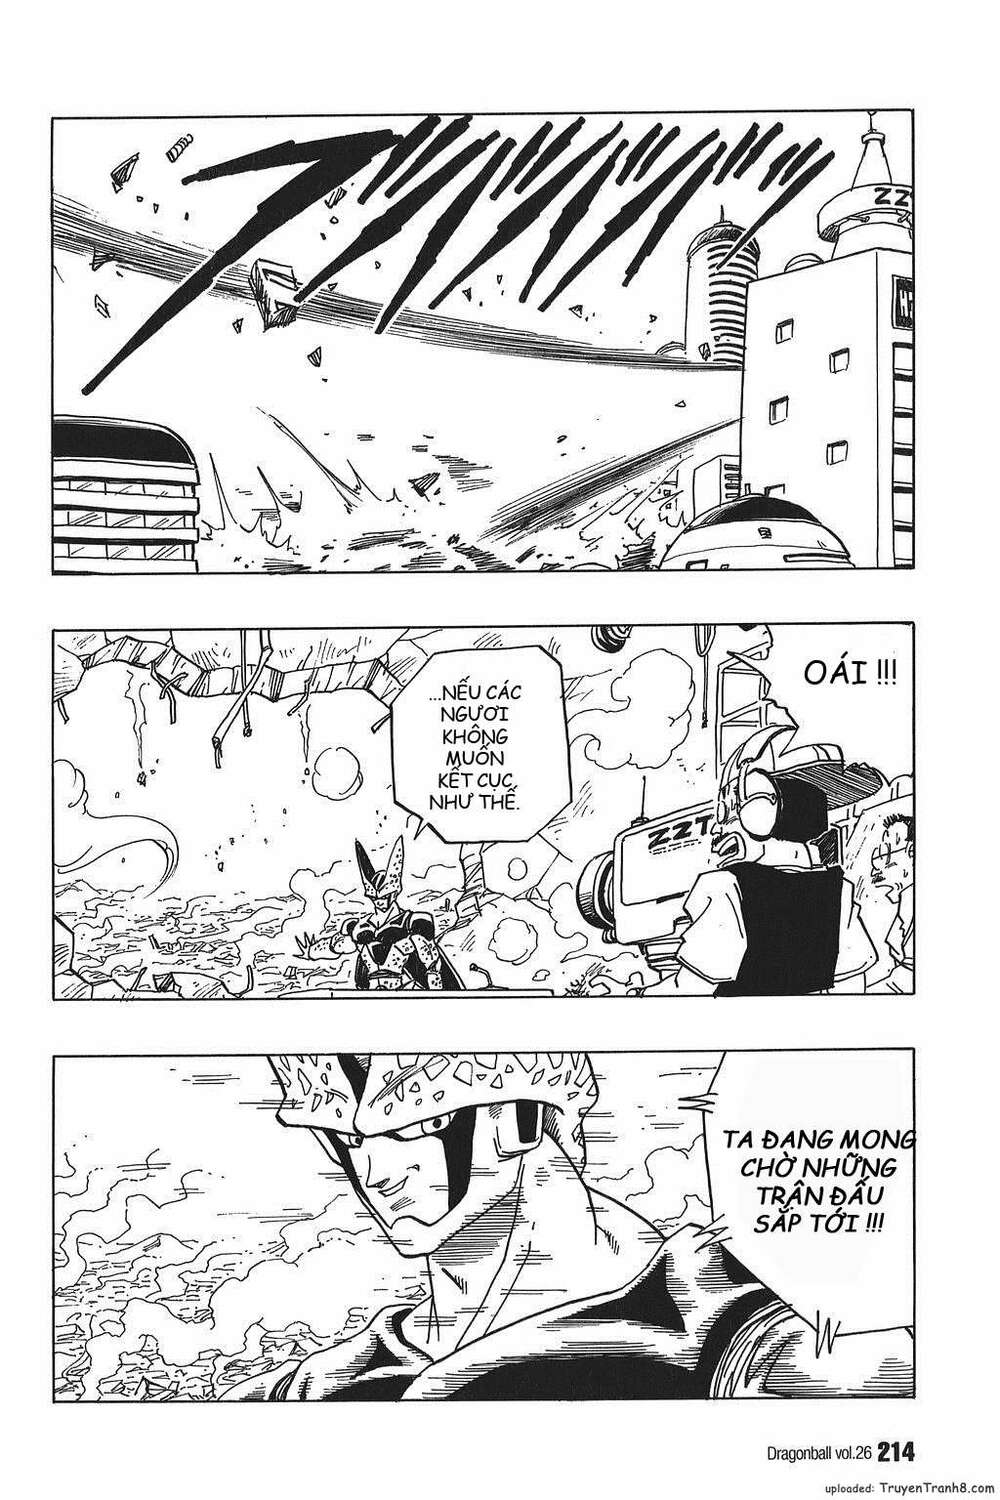 ZZT
OÁI !!!
...NẾU CÁC
NGƯƠI
KHÔNG
MUỐN
KẾT CỤC
NHƯ THẾ.
ZZT
TA ĐANG MONG
CHỜ NHỮNG
TRẬN ĐẤU
SẮP TỚI !!!
Dragonball vol.26 214
uploaded: TruyenTranh8.com